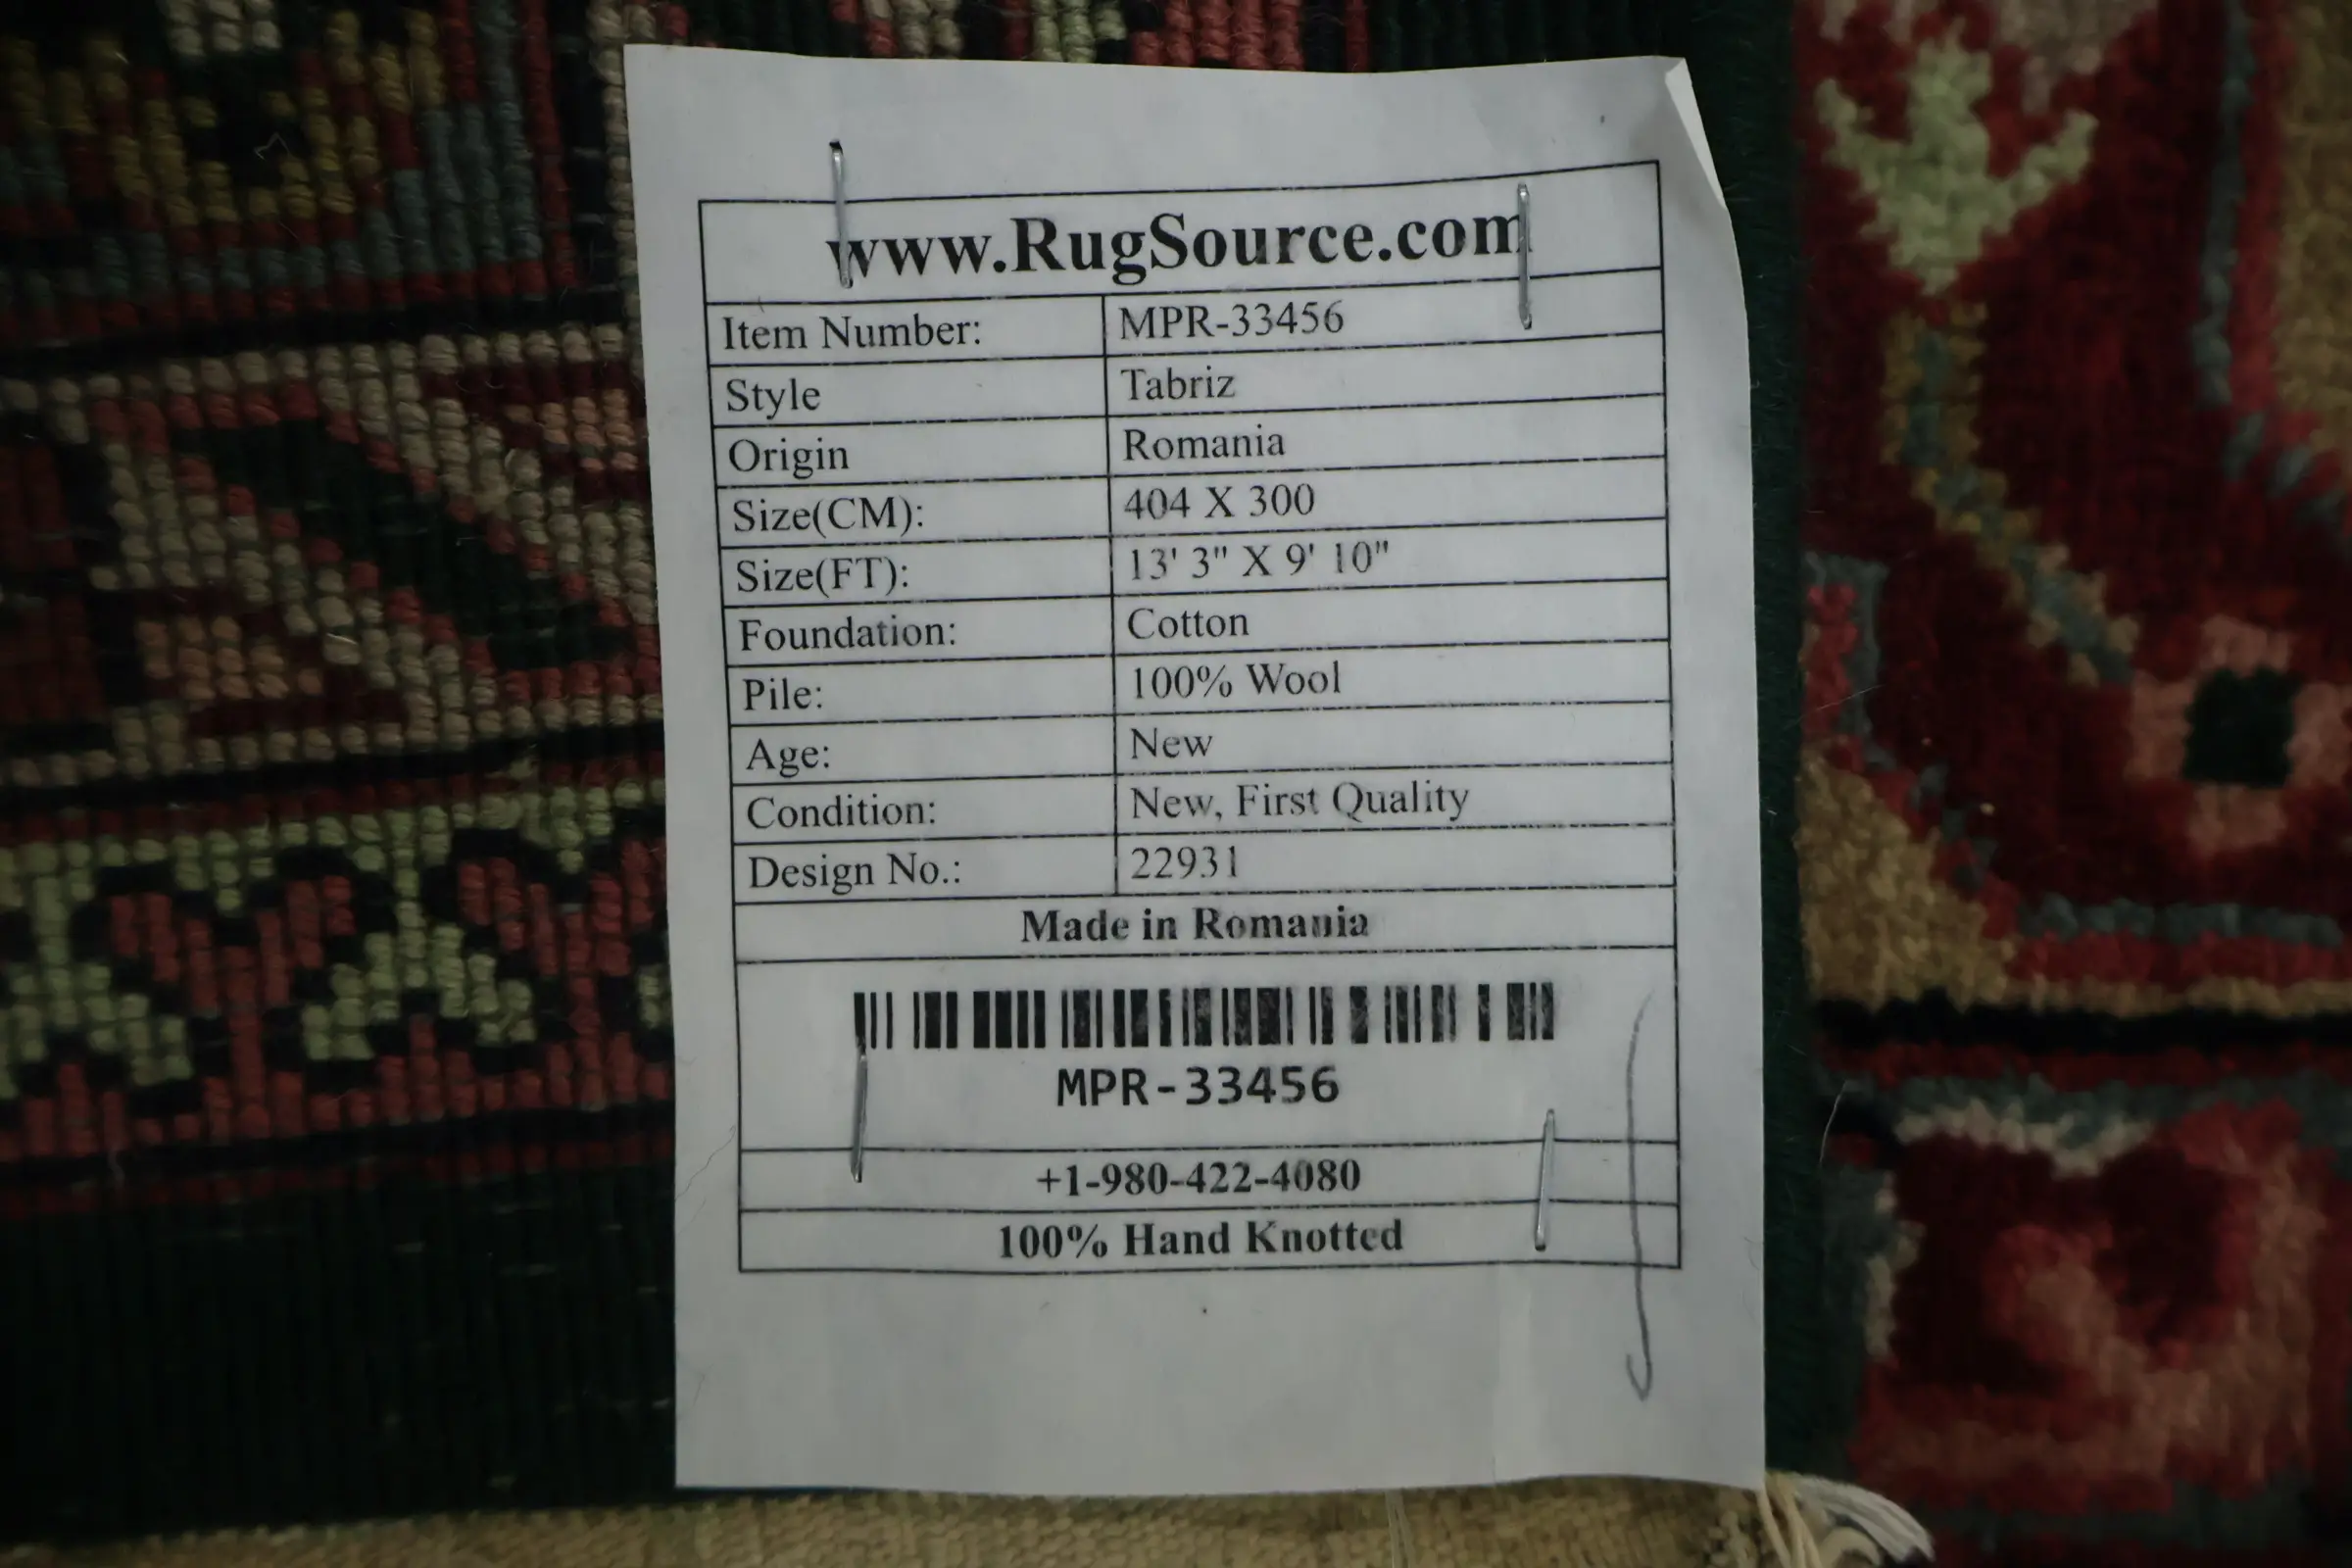 www.RugSource.com
Item Number: MPR-33456
Style Tabriz
Origin Romania
Size(CM): 404 X 300
Size(FT): 13' 3" X 9' 10"
Foundation: Cotton
Pile: 100% Wool
Age: New
Condition: New, First Quality
Design No.: 22931
Made in Romania
MPR-33456
+1-980-422-4080
100% Hand Knotted